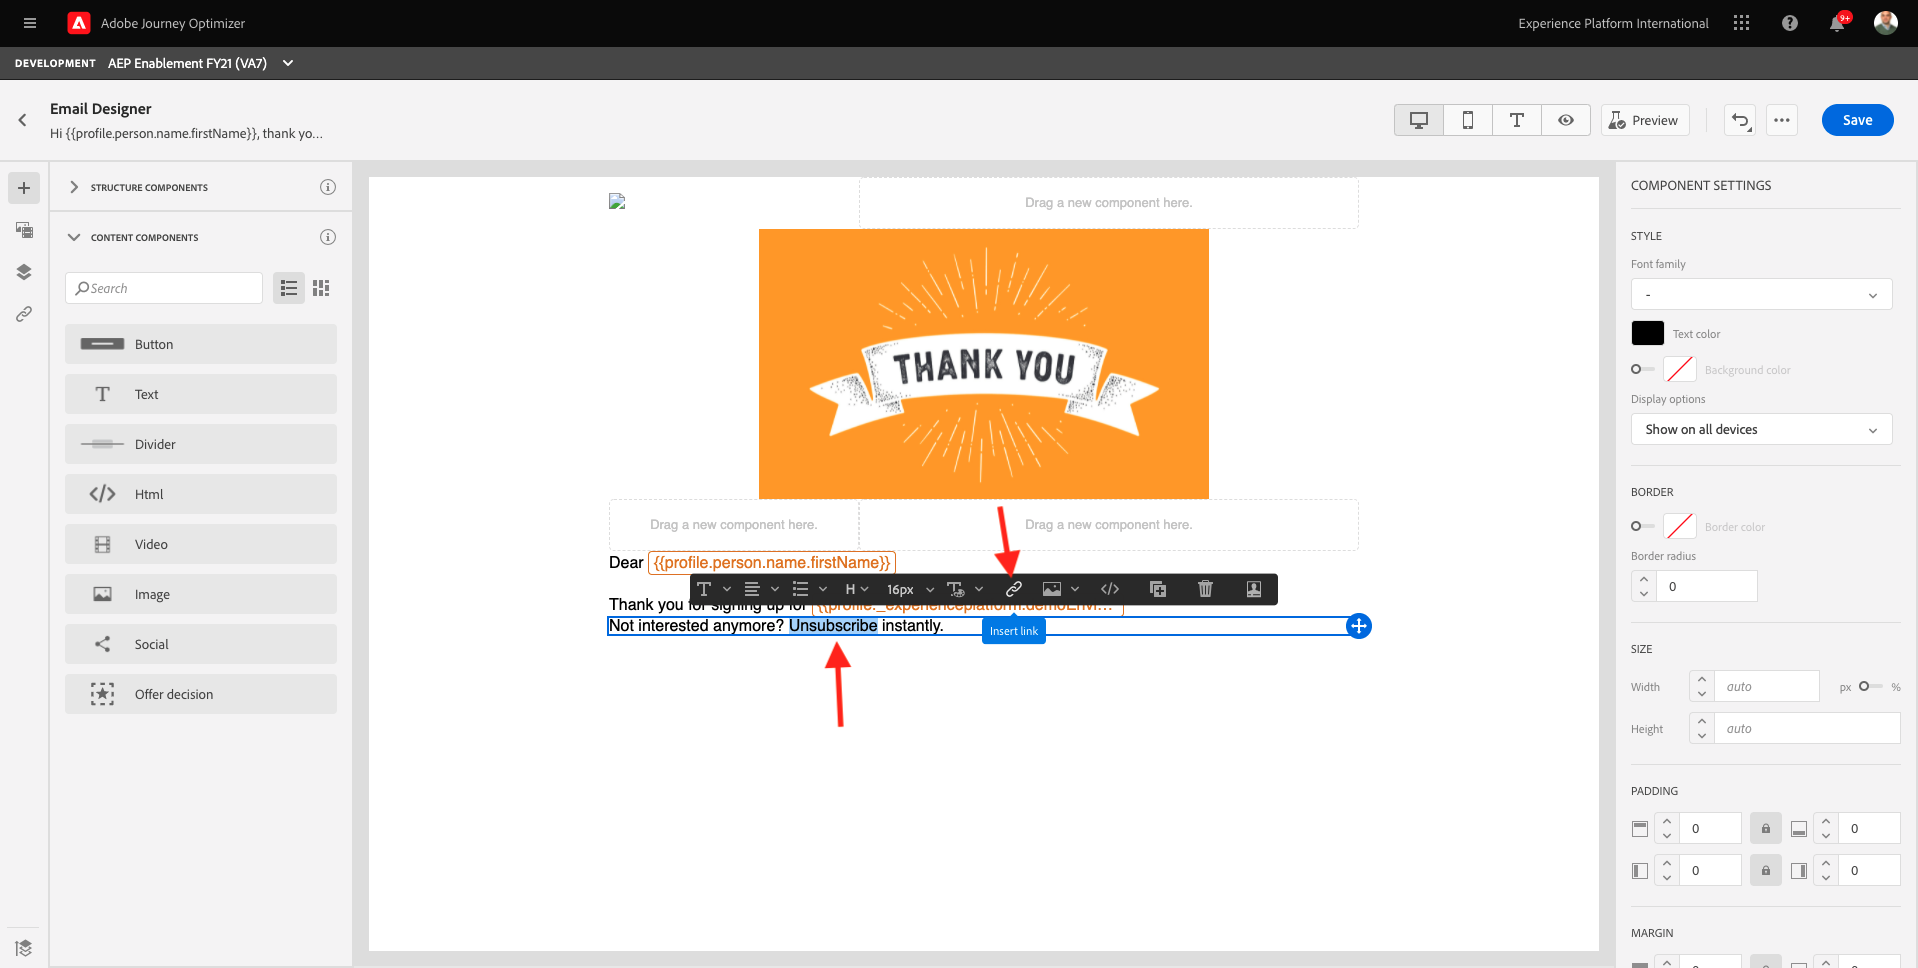 Adobe Journey Optimizer
Experience Platform International
9+
DEVELOPMENT AEP Enablement FY21 (VA7)
Email Designer
Hi {{profile.person.name.firstName}}, thank yo...
Preview
Save
STRUCTURE COMPONENTS
CONTENT COMPONENTS
Search
Button
Text
Divider
Html
Video
Image
Social
Offer decision
Drag a new component here.
THANK YOU
Drag a new component here.
Drag a new component here.
Dear {{profile.person.name.firstName}}
H 16px
Thank you for signing up for {{profile._experienceplatform.demoEnvi...
Not interested anymore? Unsubscribe instantly.
Insert link
COMPONENT SETTINGS
STYLE
Font family
-
Text color
Background color
Display options
Show on all devices
BORDER
Border color
Border radius
0
SIZE
Width auto px %
Height auto
PADDING
0 0
0 0
MARGIN